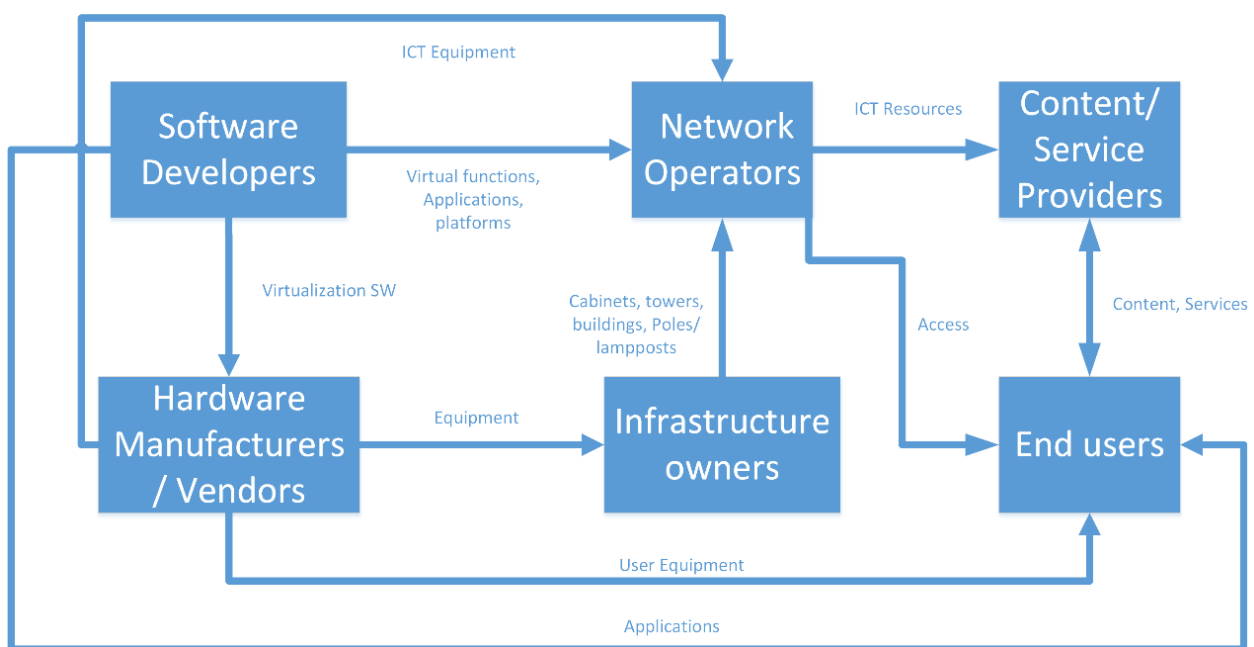 ICT Equipment
Software
Developers
Network
Operators
ICT Resources
Content/
Service
Providers
Virtual functions,
Applications,
platforms
Virtualization SW
Cabinets, towers,
buildings, Poles/
lampposts
Access
Content, Services
Hardware
Manufacturers
/ Vendors
Equipment
Infrastructure
owners
End users
User Equipment
Applications